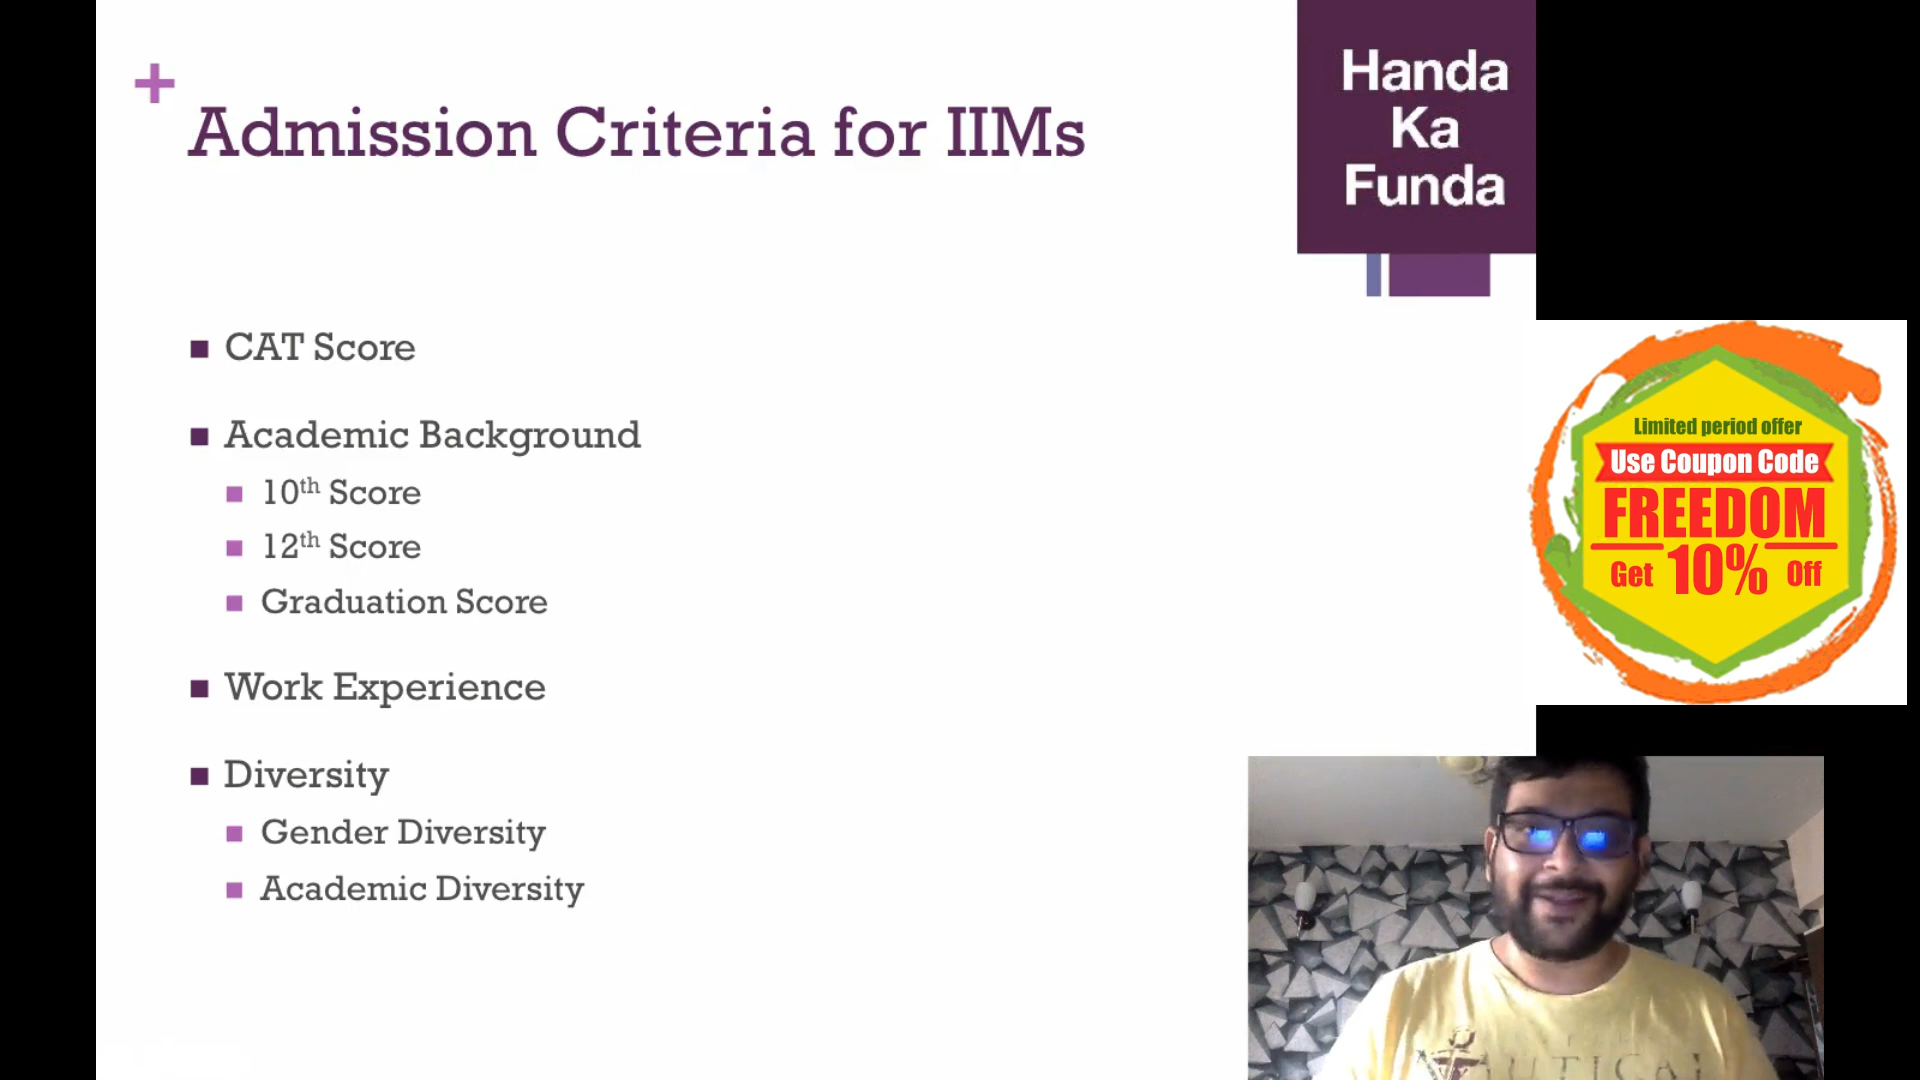 +
Admission Criteria for IIMs
Handa
Ka
Funda
CAT Score
Academic Background
10th Score
12th Score
Graduation Score
Work Experience
Diversity
Gender Diversity
Academic Diversity
Limited period offer
Use Coupon Code
FREEDOM
Get 10% Off